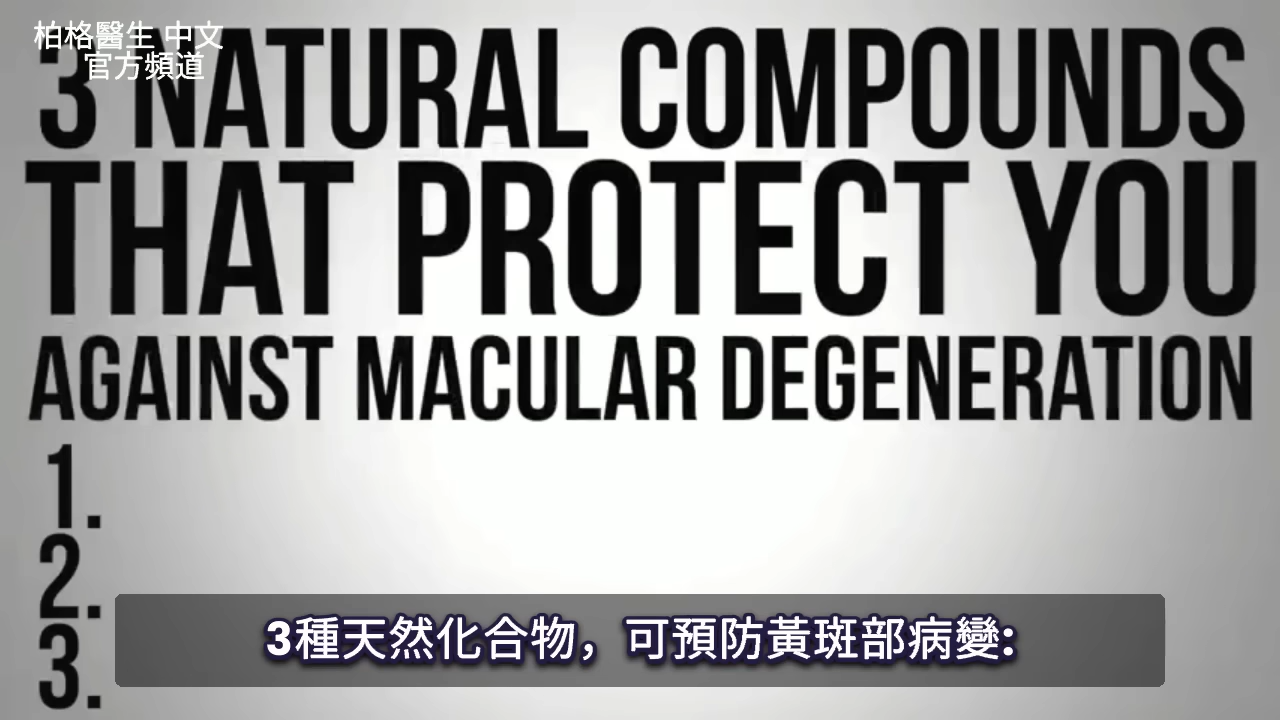 柏格醫生 中文
官方頻道
3 NATURAL COMPOUNDS
THAT PROTECT YOU
AGAINST MACULAR DEGENERATION
1.
2.
3.
3種天然化合物，可預防黃斑部病變: